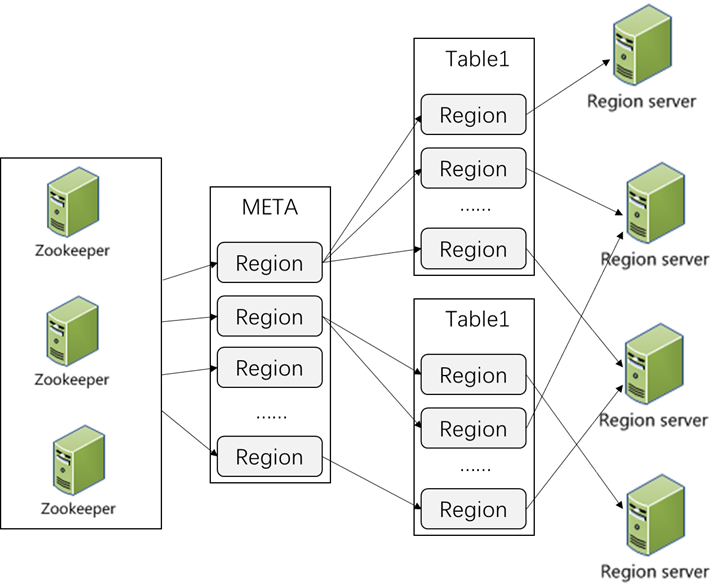 Zookeeper
Zookeeper
Zookeeper
META
Region
Region
Region
......
Region
Table1
Region
Region
......
Region
Table1
Region
Region
......
Region
Region server
Region server
Region server
Region server